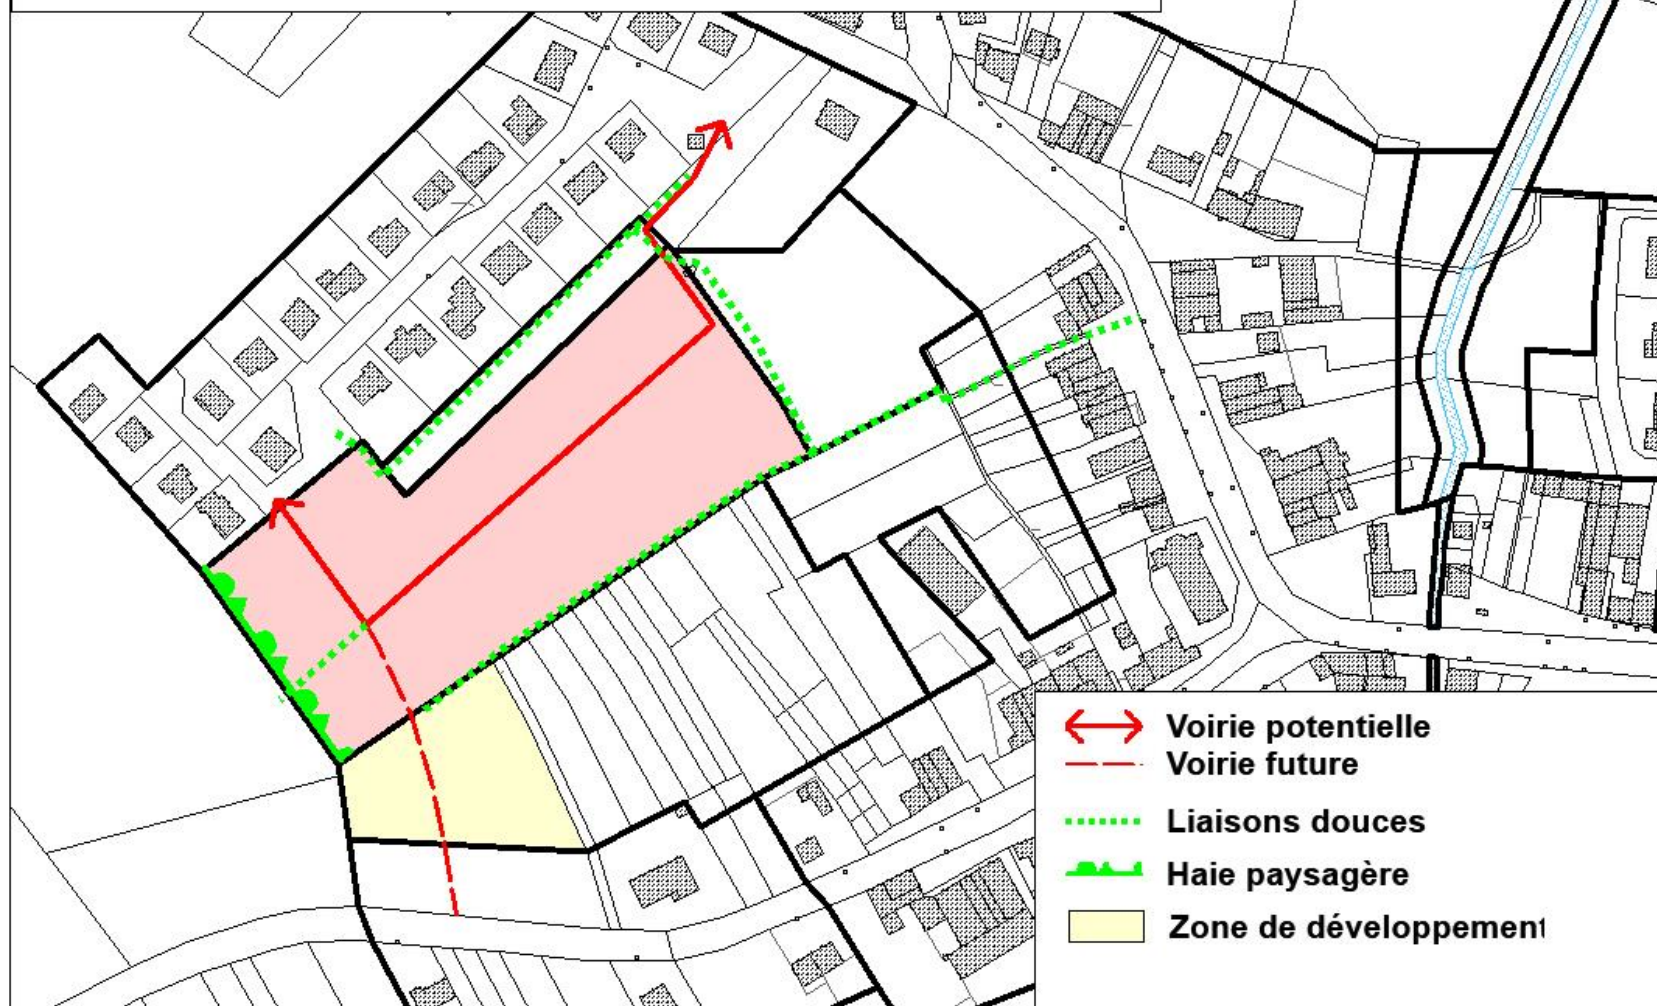 Voirie potentielle
Voirie future
Liaisons douces
Haie paysagère
Zone de développement